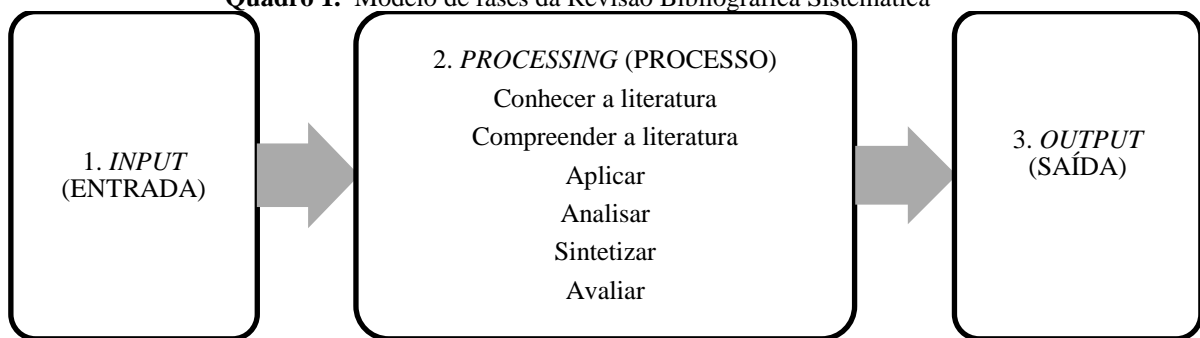 Quadro 1. Modelo de fases da Revisão Bibliográfica Sistemática
1. INPUT
(ENTRADA)
2. PROCESSING (PROCESSO)
Conhecer a literatura
Compreender a literatura
Aplicar
Analisar
Sintetizar
Avaliar
3. OUTPUT
(SAÍDA)